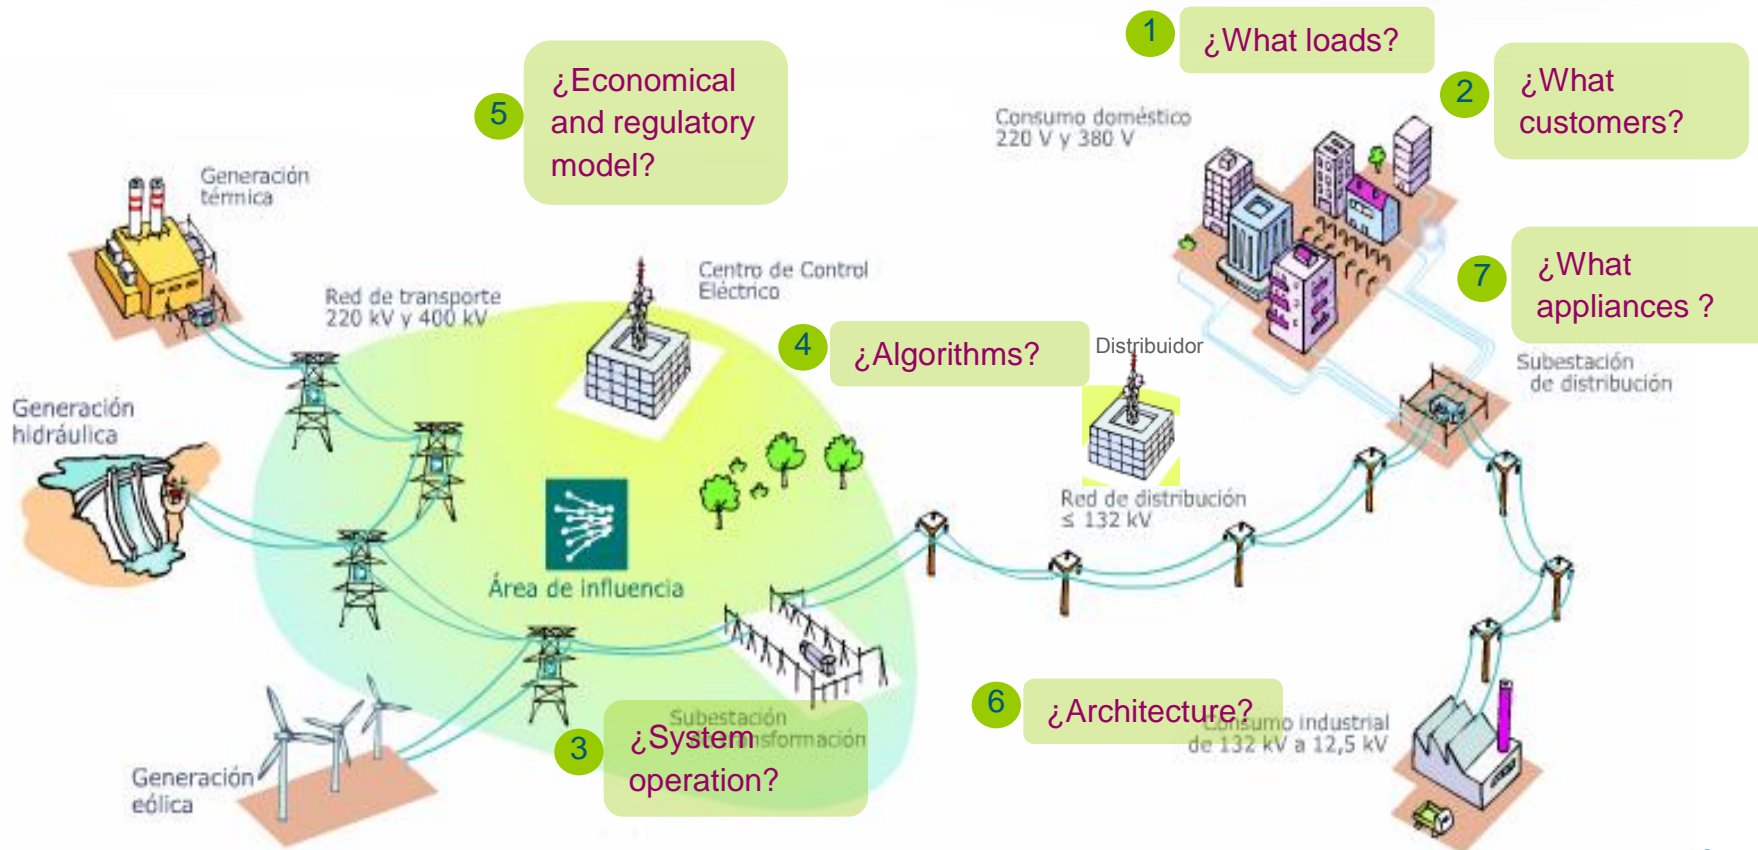 1
¿What loads?
5
¿Economical
and regulatory
model?
2
¿What
customers?
Consumo doméstico
220 V y 380 V
Generación
térmica
Centro de Control
Eléctrico
7
¿What
appliances ?
Red de transporte
220 kV y 400 kV
4
¿Algorithms?
Distribuidor
Subestación
de distribución
Generación
hidráulica
Red de distribución
≤ 132 kV
Área de influencia
6
¿Architecture?
Consumo industrial
de 132 kV a 12,5 kV
Subestación
transformación
3
¿System
operation?
Generación
eólica